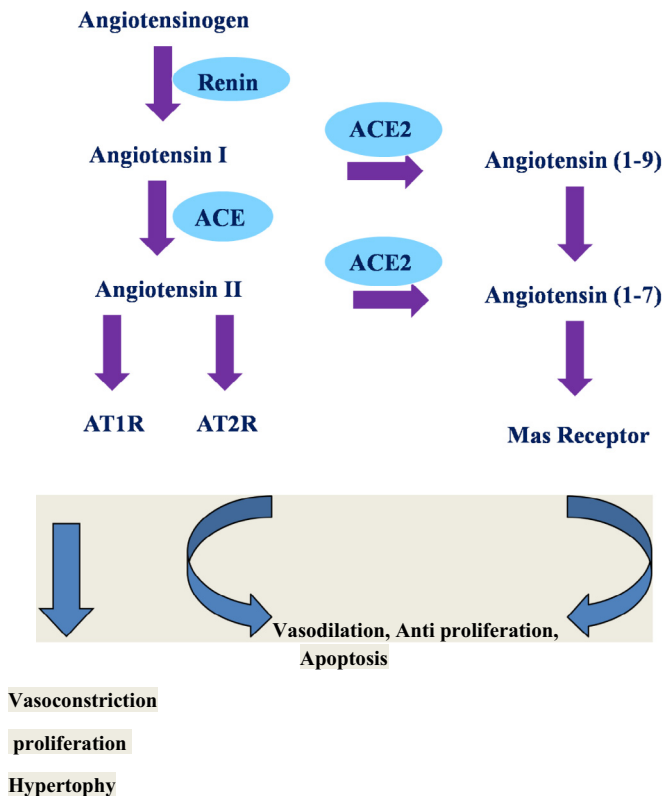 Angiotensinogen
Renin
ACE2
Angiotensin I
Angiotensin (1-9)
ACE
ACE2
Angiotensin II
Angiotensin (1-7)
AT1R
AT2R
Mas Receptor
Vasodilation, Anti proliferation,
Apoptosis
Vasoconstriction
proliferation
Hypertophy